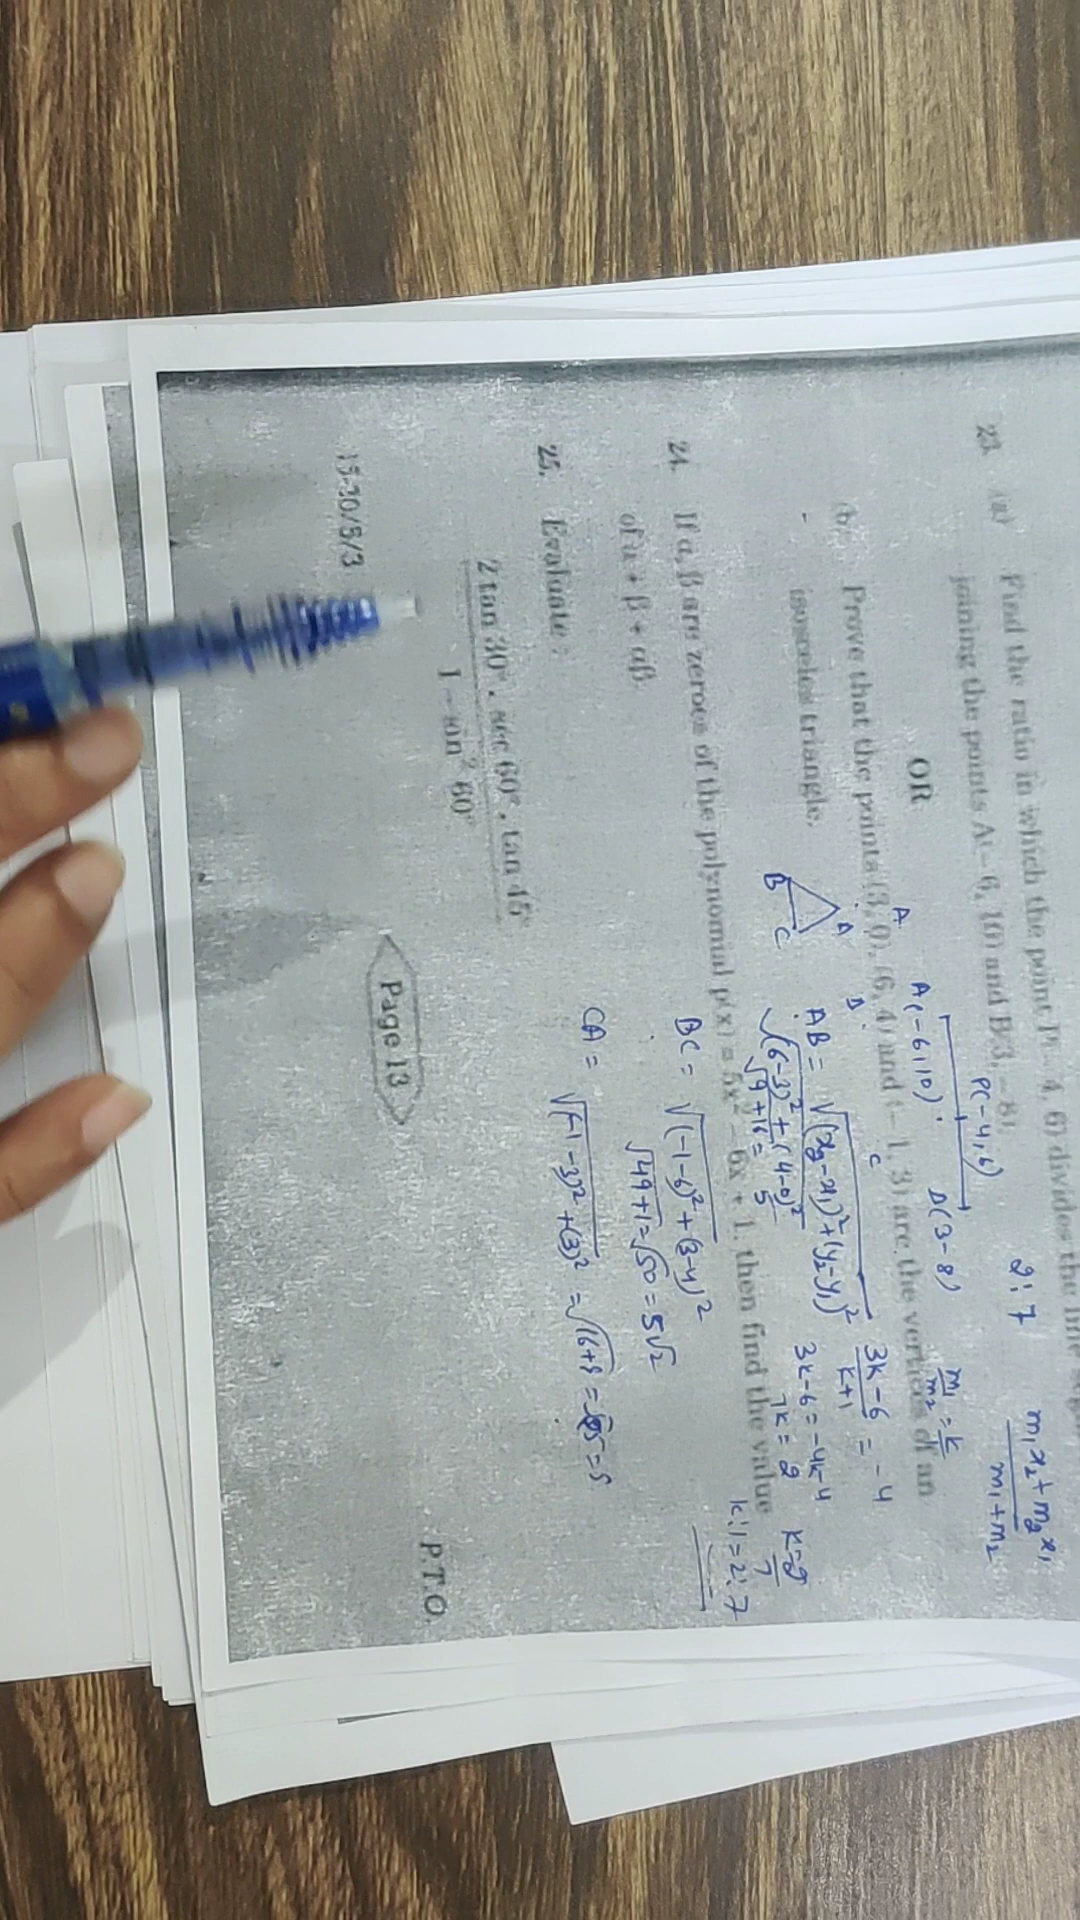 23. (a) Find the ratio in which the point P(– 4, 6) divides the line
joining the points A(– 6, 10) and B(3, – 8).
P(-4,6)
A(-6,10)
B(3-8)
2:7
m₁x₂+m₂x₁
m₁+m₂
m₁/m₂ = k
OR
(b) Prove that the points (3, 0), (6, 4) and (– 1, 3) are the vertices of an
isosceles triangle.
A
B
C
A
B C
3k-6/k+1 = -4
3k-6 = -4k-4
7k = 2
k=2/7
k:1 = 2:7
AB = √(x₂-x₁)²+(y₂-y₁)²
√(6-3)²+(4-0)²
√9+16 = 5
24. If α, β are zeroes of the polynomial p(x) = 5x² – 6x + 1, then find the value
of α + β + αβ.
BC = √(-1-6)²+(3-4)²
√49+1=√50 = 5√2
25. Evaluate :
CA = √(-1-3)²+(3)² = √16+9 = √25=5
2 tan 30° . sec 60° . tan 45°
1 – sin² 60°
15-30/5/3
Page 13
P.T.O.